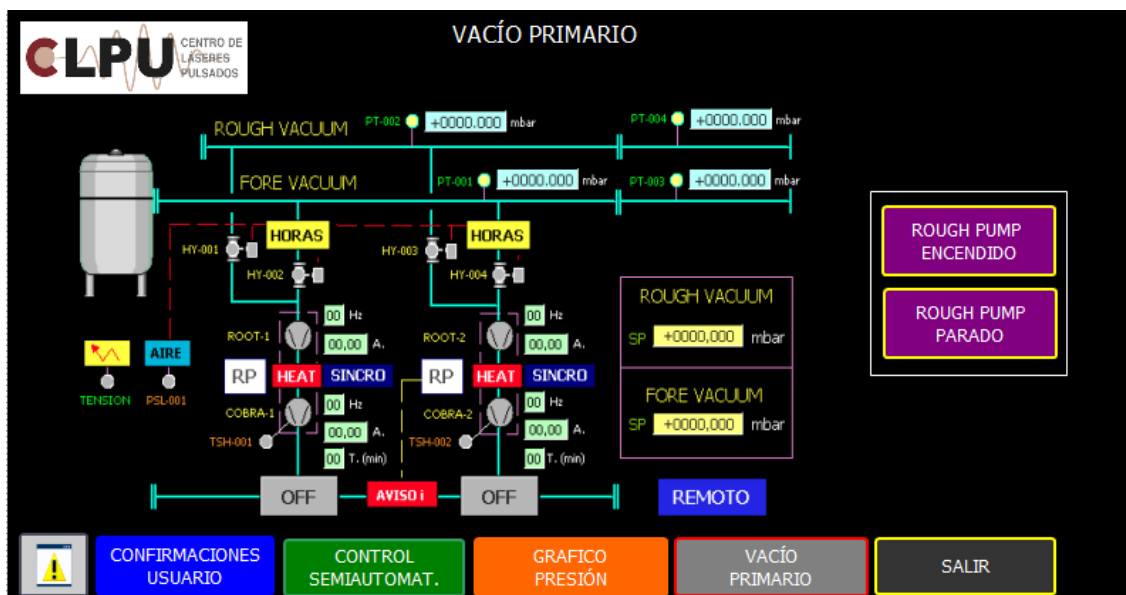 VACÍO PRIMARIO
CLPU
CENTRO DE
LÁSERES
PULSADOS
ROUGH VACUUM
PT-002
+0000.000 mbar
PT-004
+0000.000 mbar
FORE VACUUM
PT-001
+0000.000 mbar
PT-003
+0000.000 mbar
HY-001
HORAS
HY-003
HORAS
HY-002
HY-004
ROUGH PUMP
ENCENDIDO
ROUGH PUMP
PARADO
ROUGH VACUUM
SP +0000,000 mbar
FORE VACUUM
SP +0000,000 mbar
ROOT-1
00 Hz
00,00 A.
ROOT-2
00 Hz
00,00 A.
AIRE
TENSION
PSL-001
RP
HEAT
SINCRO
RP
HEAT
SINCRO
COBRA-1
00 Hz
00,00 A.
TSH-001
00 T. (min)
COBRA-2
00 Hz
00,00 A.
TSH-002
00 T. (min)
OFF
AVISO i
OFF
REMOTO
CONFIRMACIONES
USUARIO
CONTROL
SEMIAUTOMAT.
GRAFICO
PRESIÓN
VACÍO
PRIMARIO
SALIR